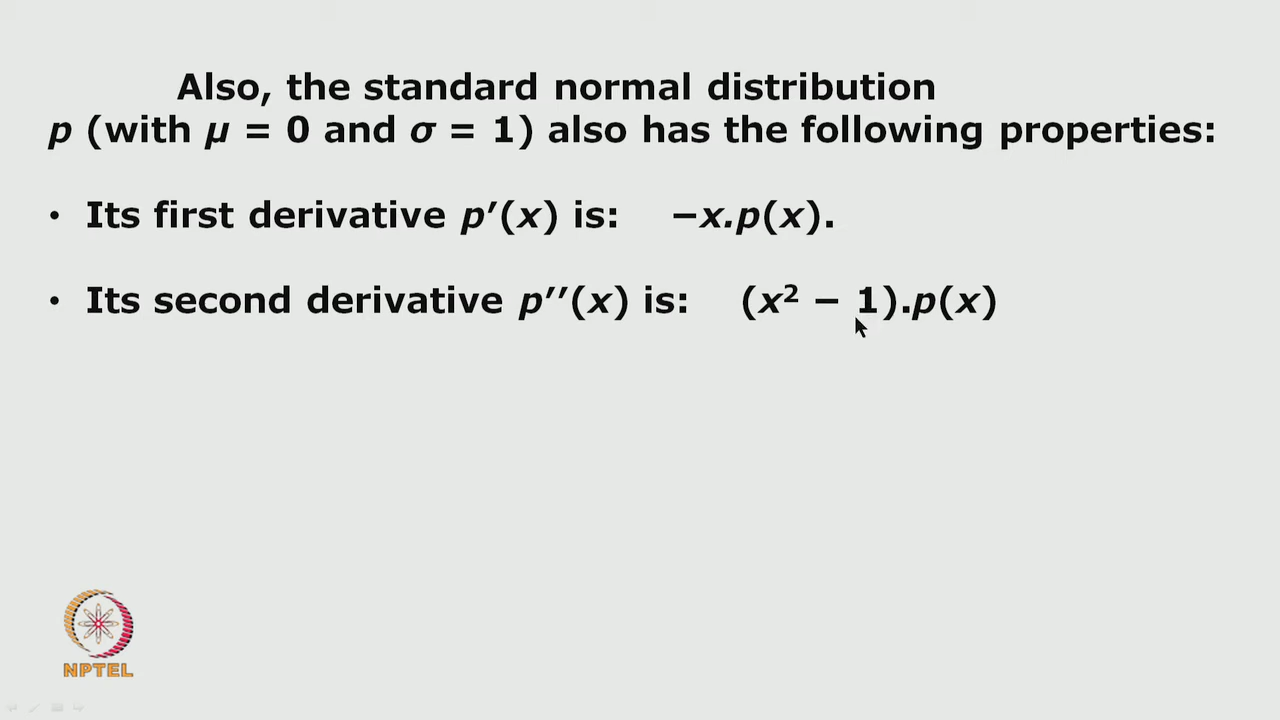 Also, the standard normal distribution
p (with μ = 0 and σ = 1) also has the following properties:
• Its first derivative p′(x) is: −x.p(x).
• Its second derivative p′′(x) is: (x² − 1).p(x)
NPTEL